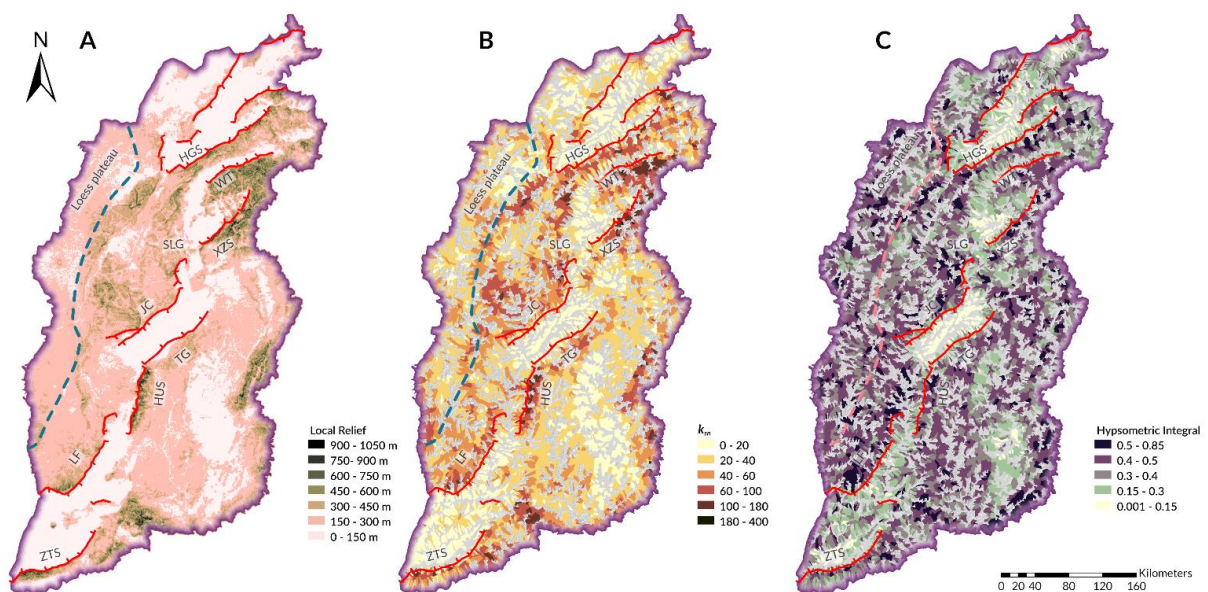 N
A
HGS
Loess plateau
WT
XZS
SLG
JC
TG
HUS
LF
ZTS
Local Relief
900 - 1050 m
750- 900 m
600 - 750 m
450 - 600 m
300 - 450 m
150 - 300 m
0 - 150 m
B
HGS
Loess plateau
WT
XZS
SLG
JC
TG
HUS
LF
ZTS
ksn
0 - 20
20 - 40
40 - 60
60 - 100
100 - 180
180 - 400
C
HGS
Loess plateau
WT
XZS
SLG
JC
TG
HUS
ZTS
Hypsometric Integral
0.5 - 0.85
0.4 - 0.5
0.3 - 0.4
0.15 - 0.3
0.001 - 0.15
Kilometers
0 20 40 80 120 160